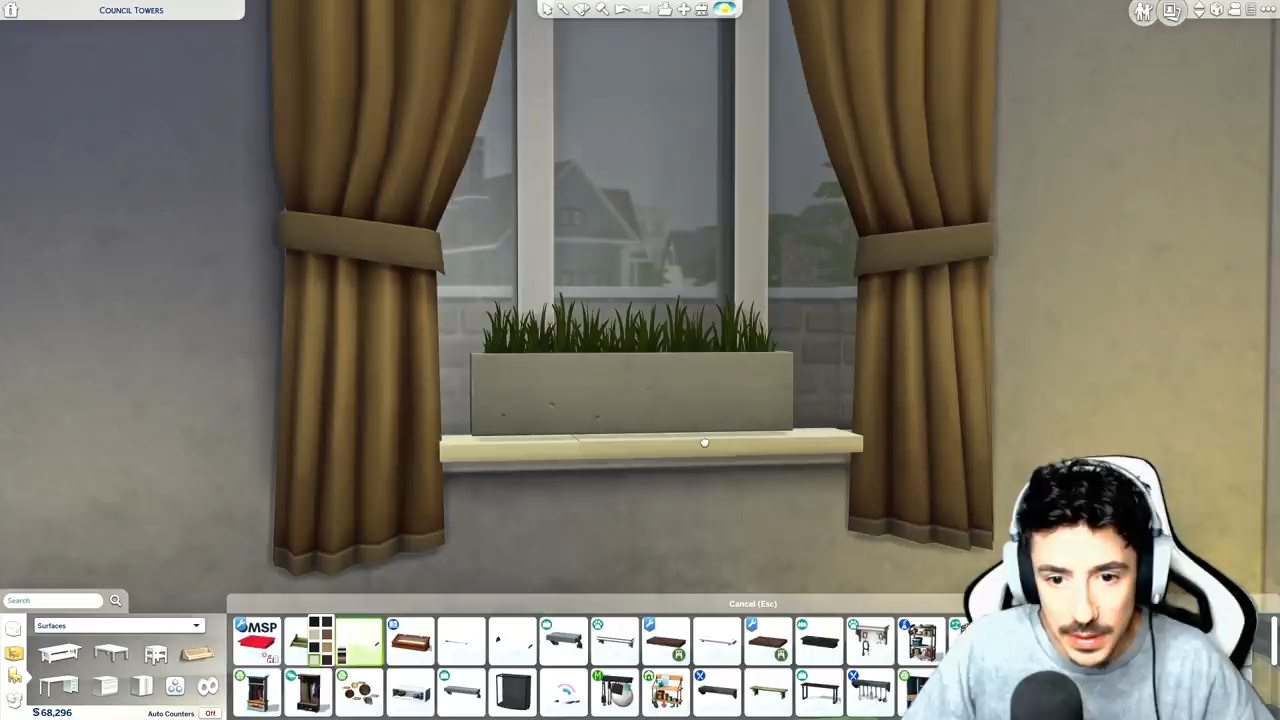 COUNCIL TOWERS
Search
Cancel (Esc)
Surfaces
MSP
§68,296
Auto Counters
Off